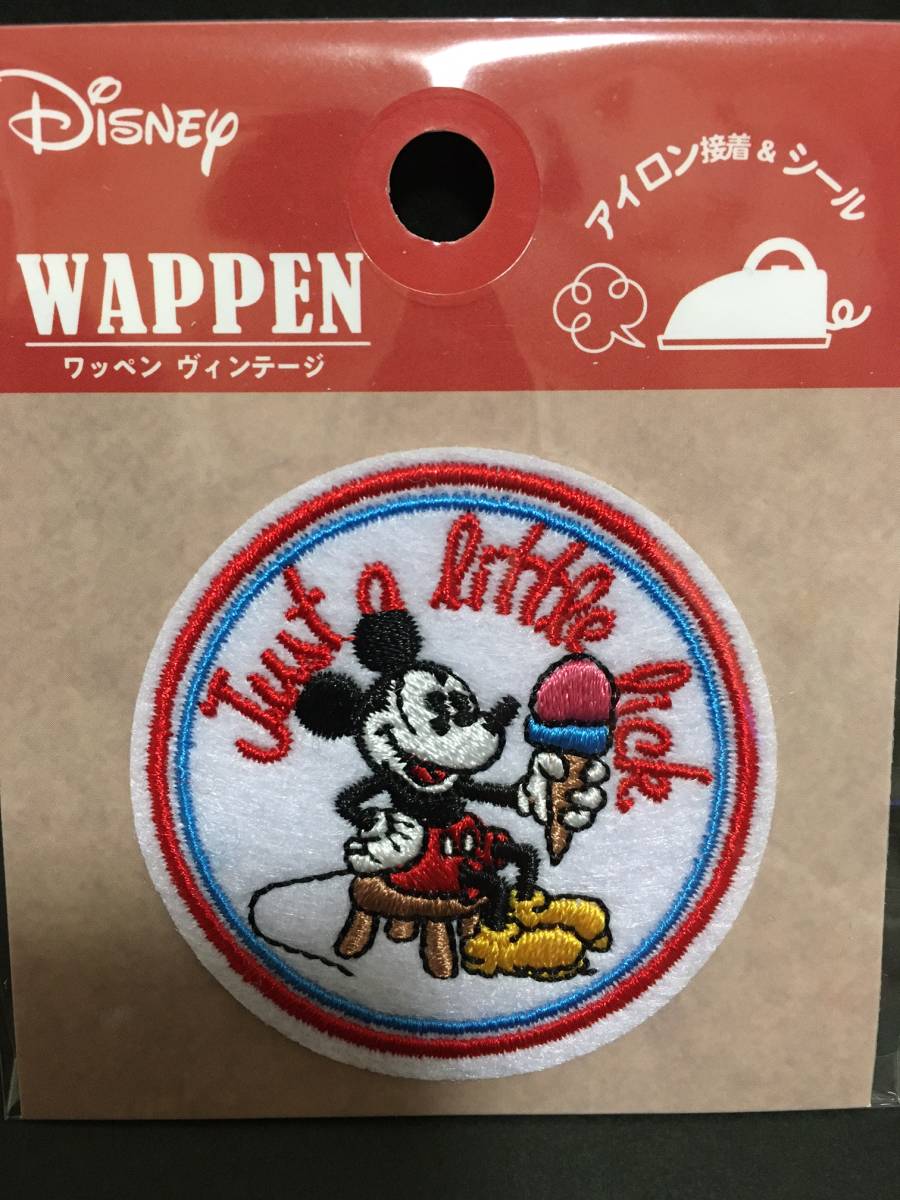 Disney
WAPPEN
ワッペン ヴィンテージ
アイロン接着 & シール
Just a little lick